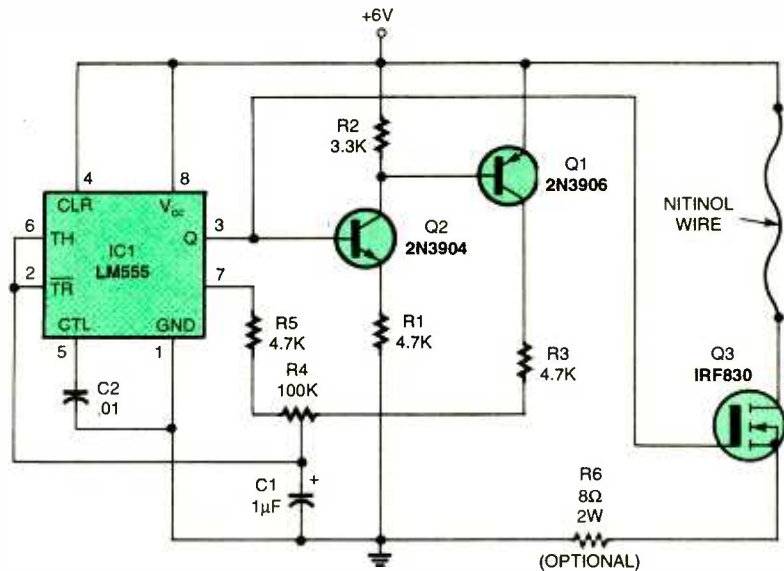 +6V
R2
3.3K
Q1
2N3906
4
8
CLR
Vcc
6
TH
IC1
LM555
Q
3
Q2
2N3904
NITINOL
WIRE
2
TR
7
CTL
GND
5
1
R5
4.7K
R1
4.7K
R3
4.7K
R4
100K
Q3
IRF830
C2
.01
C1
1µF
+
R6
8Ω
2W
(OPTIONAL)